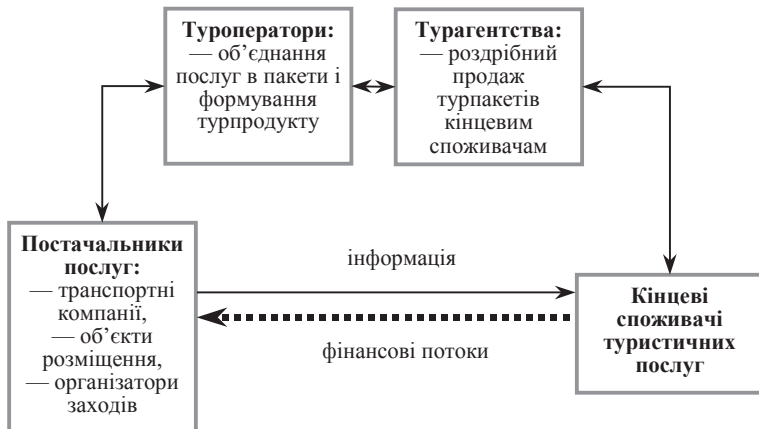 Туроператори:
— об’єднання
послуг в пакети і
формування
турпродукту
Турагентства:
— роздрібний
продаж
турпакетів
кінцевим
споживачам
Постачальники
послуг:
— транспортні
компанії,
— об’єкти
розміщення,
— організатори
заходів
інформація
фінансові потоки
Кінцеві
споживачі
туристичних
послуг